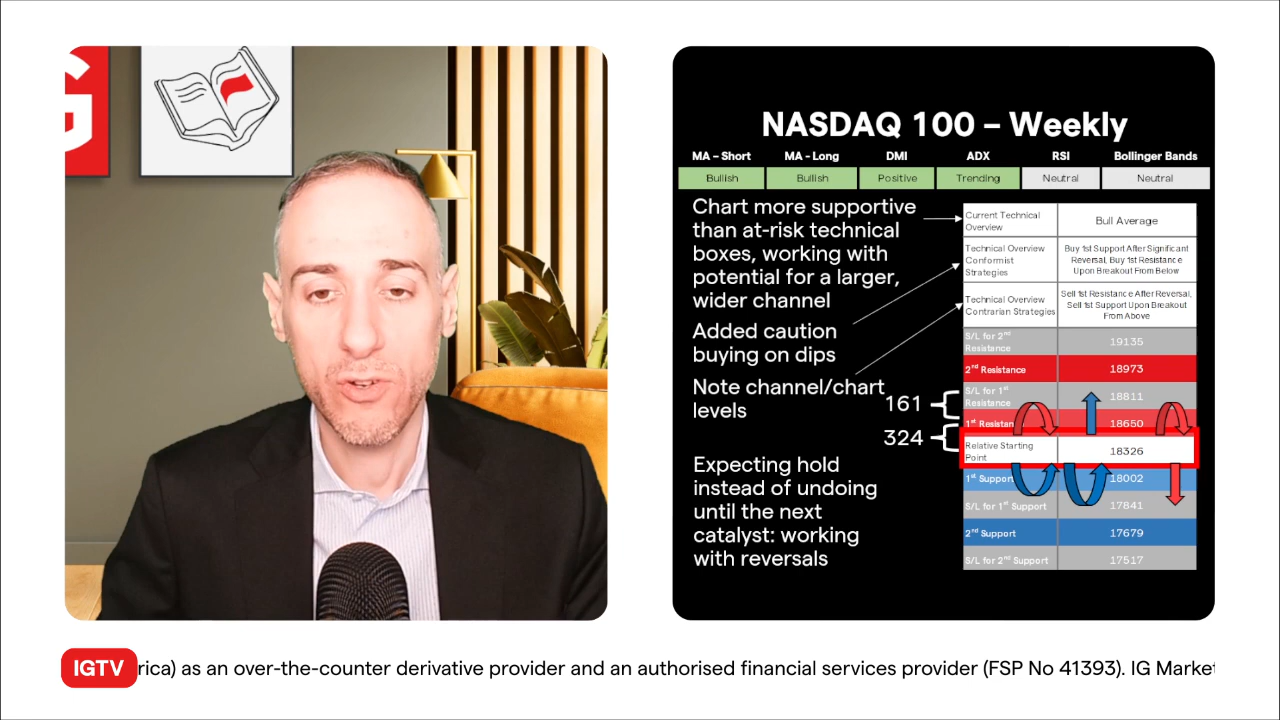 G
NASDAQ 100 – Weekly
MA – Short MA - Long DMI ADX RSI Bollinger Bands
Bullish Bullish Positive Trending Neutral Neutral
Chart more supportive
than at-risk technical
boxes, working with
potential for a larger,
wider channel
Added caution
buying on dips
Note channel/chart
levels
161
324
Expecting hold
instead of undoing
until the next
catalyst: working
with reversals
Current Technical
Overview
Bull Average
Technical Overview
Conformist
Strategies
Buy 1st Support After Significant
Reversal, Buy 1st Resistance
Upon Breakout From Below
Technical Overview
Contrarian Strategies
Sell 1st Resistance After Reversal,
Sell 1st Support Upon Breakout
From Above
S/L for 2nd
Resistance
19135
2nd Resistance 18973
S/L for 1st
Resistance
18811
1st Resistan 18650
Relative Starting
Point
18326
1st Suppor 18002
S/L for 1st Support 17841
2nd Support 17679
S/L for 2nd Support 17517
IGTV rica) as an over-the-counter derivative provider and an authorised financial services provider (FSP No 41393). IG Market